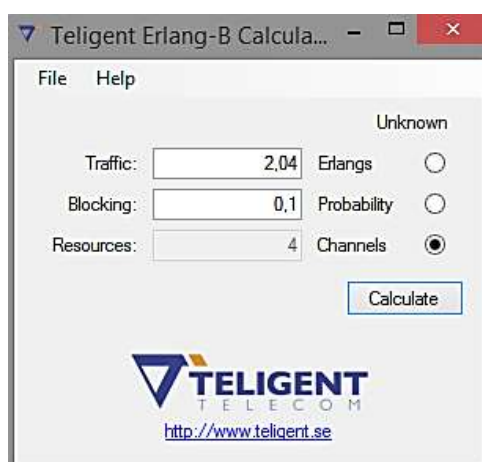 Teligent Erlang-B Calcula...
File Help
Unknown
Traffic: 2,04 Erlangs
Blocking: 0,1 Probability
Resources: 4 Channels
Calculate
TELIGENT
TELECOM
http://www.teligent.se